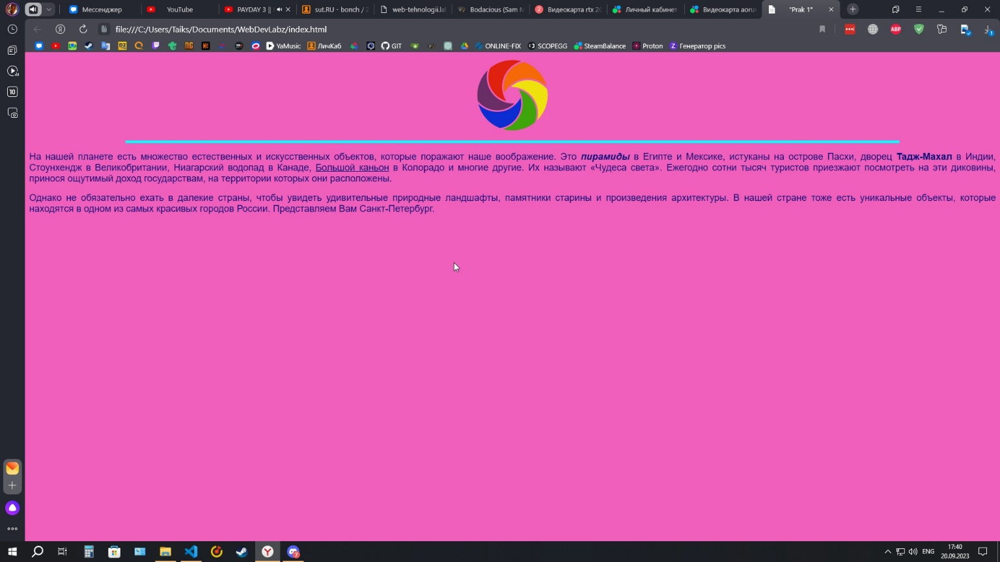 Мессенджер YouTube PAYDAY 3 || sut.RU - bonch / 2 web-tehnologii.lal Bodacious (Sam M Видеокарта rtx 20 Личный кабинет Видеокарта aorus "Prak 1"
file:///C:/Users/Taiks/Documents/WebDevLabz/index.html ABP 1
YaMusic ЛичКаб GIT ONLINE-FIX SCOPEGG SteamBalance Proton Генератор pics
10
На нашей планете есть множество естественных и искусственных объектов, которые поражают наше воображение. Это пирамиды в Египте и Мексике, истуканы на острове Пасхи, дворец Тадж-Махал в Индии,
Стоунхендж в Великобритании, Ниагарский водопад в Канаде, Большой каньон в Колорадо и многие другие. Их называют «Чудеса света». Ежегодно сотни тысяч туристов приезжают посмотреть на эти диковины,
принося ощутимый доход государствам, на территории которых они расположены.
Однако не обязательно ехать в далекие страны, чтобы увидеть удивительные природные ландшафты, памятники старины и произведения архитектуры. В нашей стране тоже есть уникальные объекты, которые
находятся в одном из самых красивых городов России. Представляем Вам Санкт-Петербург.
ENG
17:40
20.09.2023